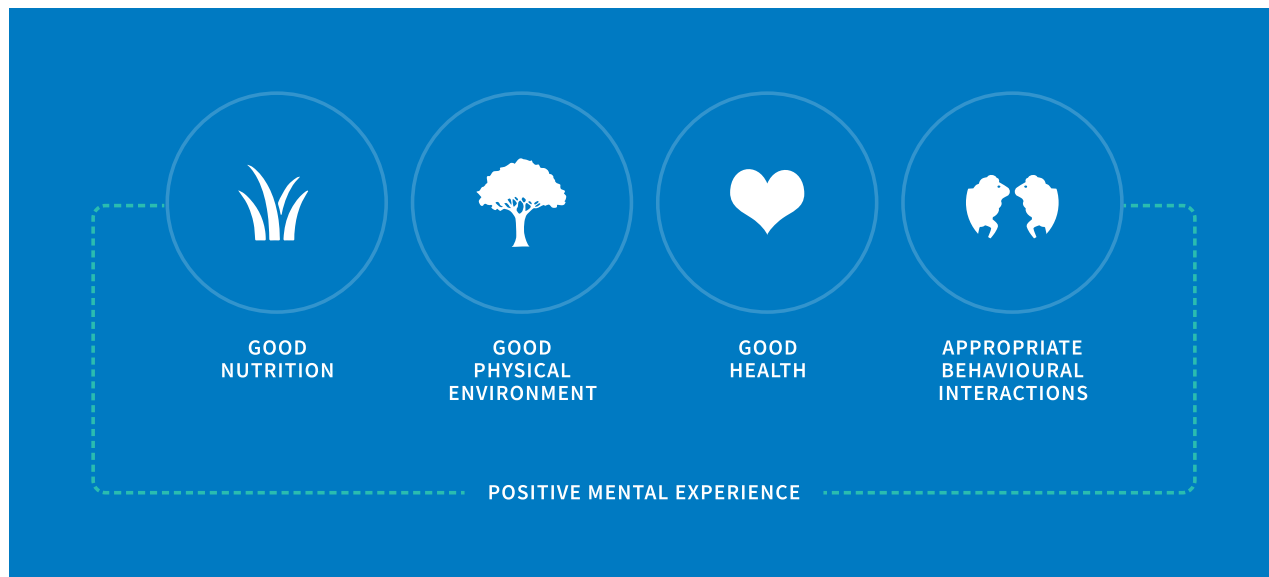 GOOD
NUTRITION
GOOD
PHYSICAL
ENVIRONMENT
GOOD
HEALTH
APPROPRIATE
BEHAVIOURAL
INTERACTIONS
POSITIVE MENTAL EXPERIENCE